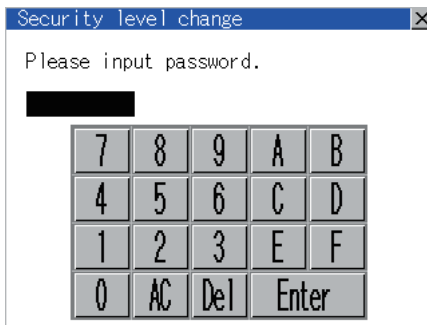 Security level change
Please input password.
7 8 9 A B
4 5 6 C D
1 2 3 E F
0 AC Del Enter